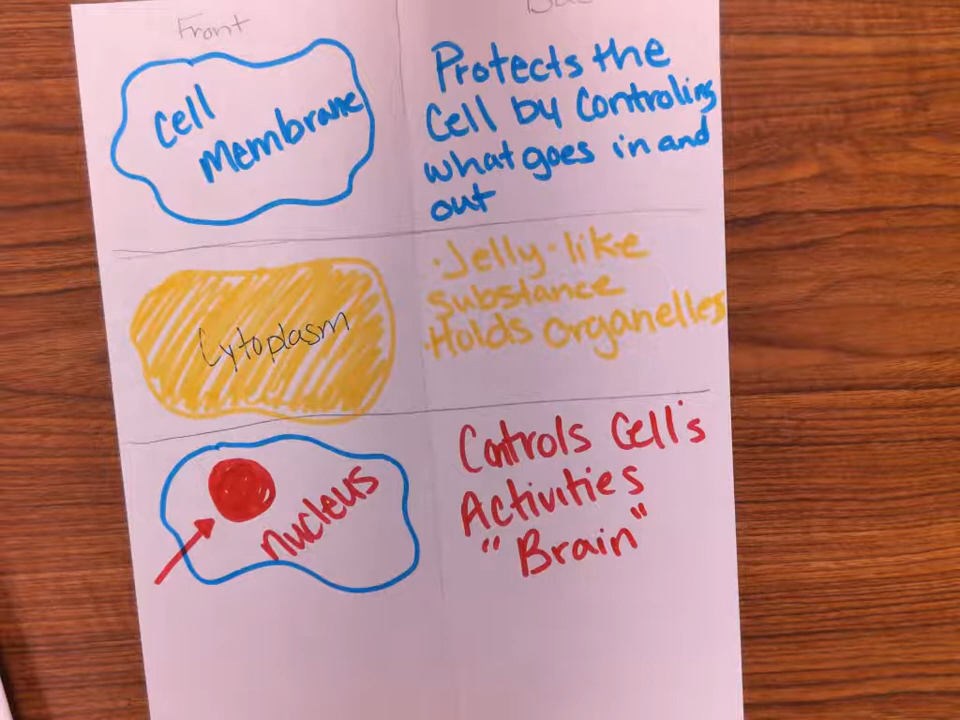 Front
Cell
Membrane
Protects the
Cell by Controling
what goes in and
out
Cytoplasm
· Jelly-like
substance
· Holds Organelles
nucleus
Controls Cell's
Activities
"Brain"